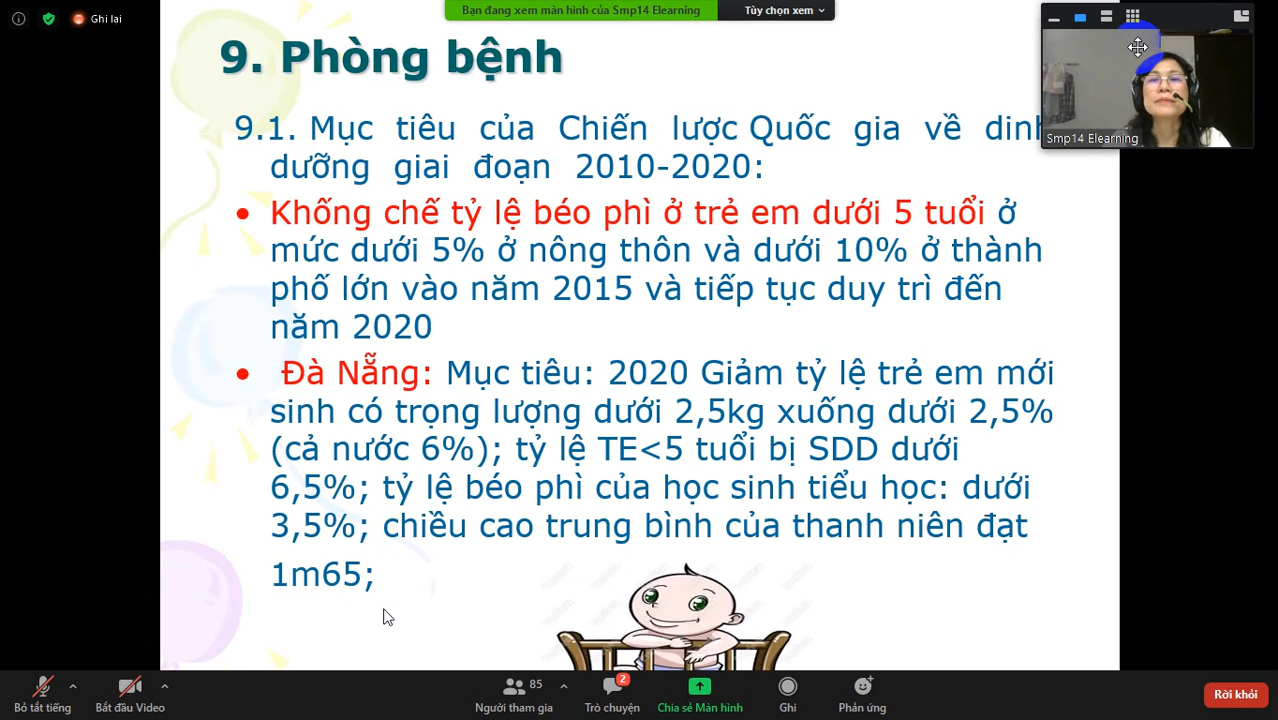 Ghi lại
Bạn đang xem màn hình của Smp14 Elearning
Tùy chọn xem
9. Phòng bệnh
9.1. Mục tiêu của Chiến lược Quốc gia về dinh
dưỡng giai đoạn 2010-2020:
• Khống chế tỷ lệ béo phì ở trẻ em dưới 5 tuổi ở
mức dưới 5% ở nông thôn và dưới 10% ở thành
phố lớn vào năm 2015 và tiếp tục duy trì đến
năm 2020
• Đà Nẵng: Mục tiêu: 2020 Giảm tỷ lệ trẻ em mới
sinh có trọng lượng dưới 2,5kg xuống dưới 2,5%
(cả nước 6%); tỷ lệ TE<5 tuổi bị SDD dưới
6,5%; tỷ lệ béo phì của học sinh tiểu học: dưới
3,5%; chiều cao trung bình của thanh niên đạt
1m65;
Smp14 Elearning
Bỏ tắt tiếng
Bắt đầu Video
85
Người tham gia
2
Trò chuyện
Chia sẻ Màn hình
Ghi
Phản ứng
Rời khỏi